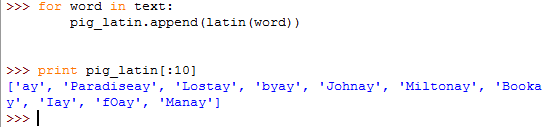 >>> for word in text:
        pig_latin.append(latin(word))
>>> print pig_latin[:10]
['ay', 'Paradiseay', 'Lostay', 'byay', 'Johnay', 'Miltonay', 'Booka
y', 'Iay', 'fOay', 'Manay']
>>>